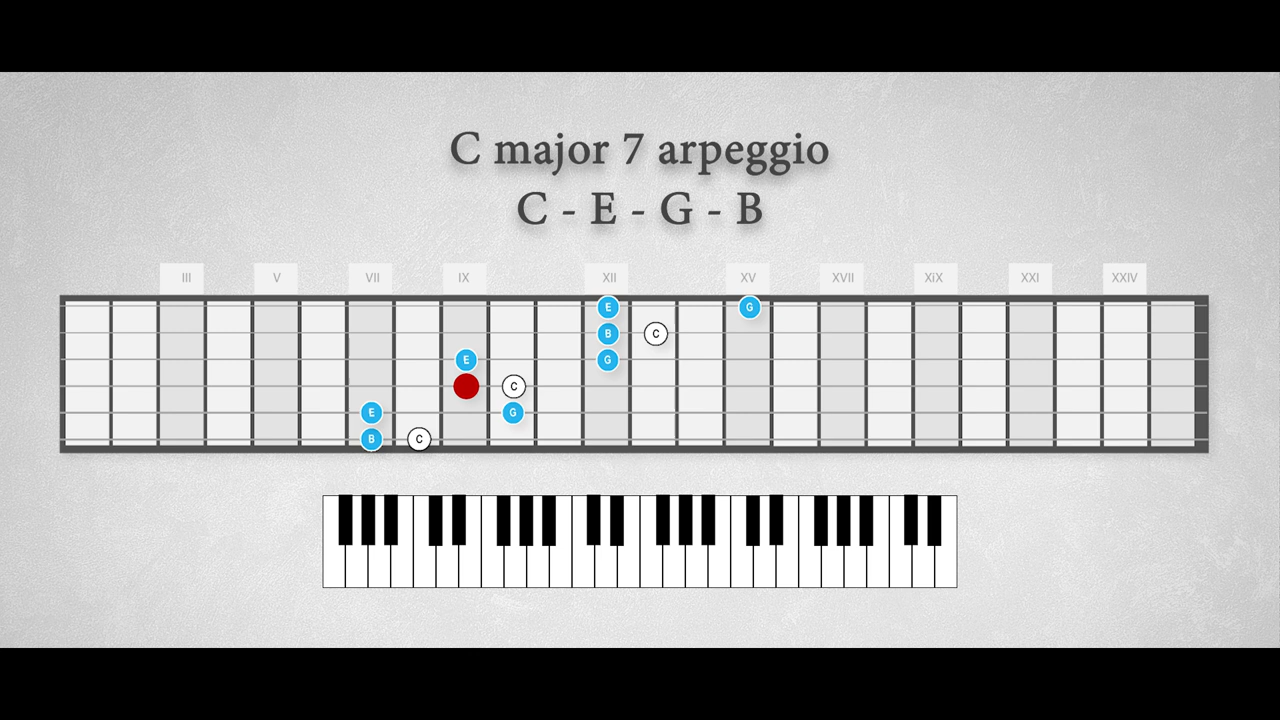 C major 7 arpeggio
C - E - G - B
III V VII IX XII XV XVII XiX XXI XXIV
E G
B C
E G
C
E G
B C